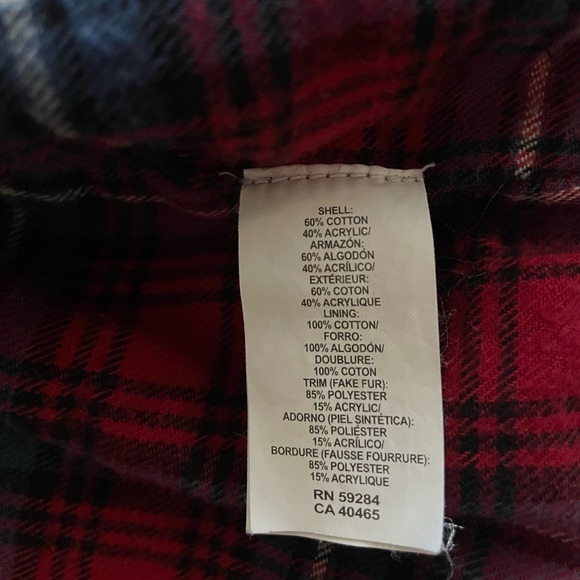 SHELL:
60% COTTON
40% ACRYLIC/
ARMAZÓN:
60% ALGODÓN
40% ACRÍLICO/
EXTÉRIEUR:
60% COTON
40% ACRYLIQUE
LINING:
100% COTTON/
FORRO:
100% ALGODÓN/
DOUBLURE:
100% COTON
TRIM (FAKE FUR):
85% POLYESTER
15% ACRYLIC/
ADORNO (PIEL SINTÉTICA):
85% POLIÉSTER
15% ACRÍLICO/
BORDURE (FAUSSE FOURRURE):
85% POLYESTER
15% ACRYLIQUE
RN 59284
CA 40465